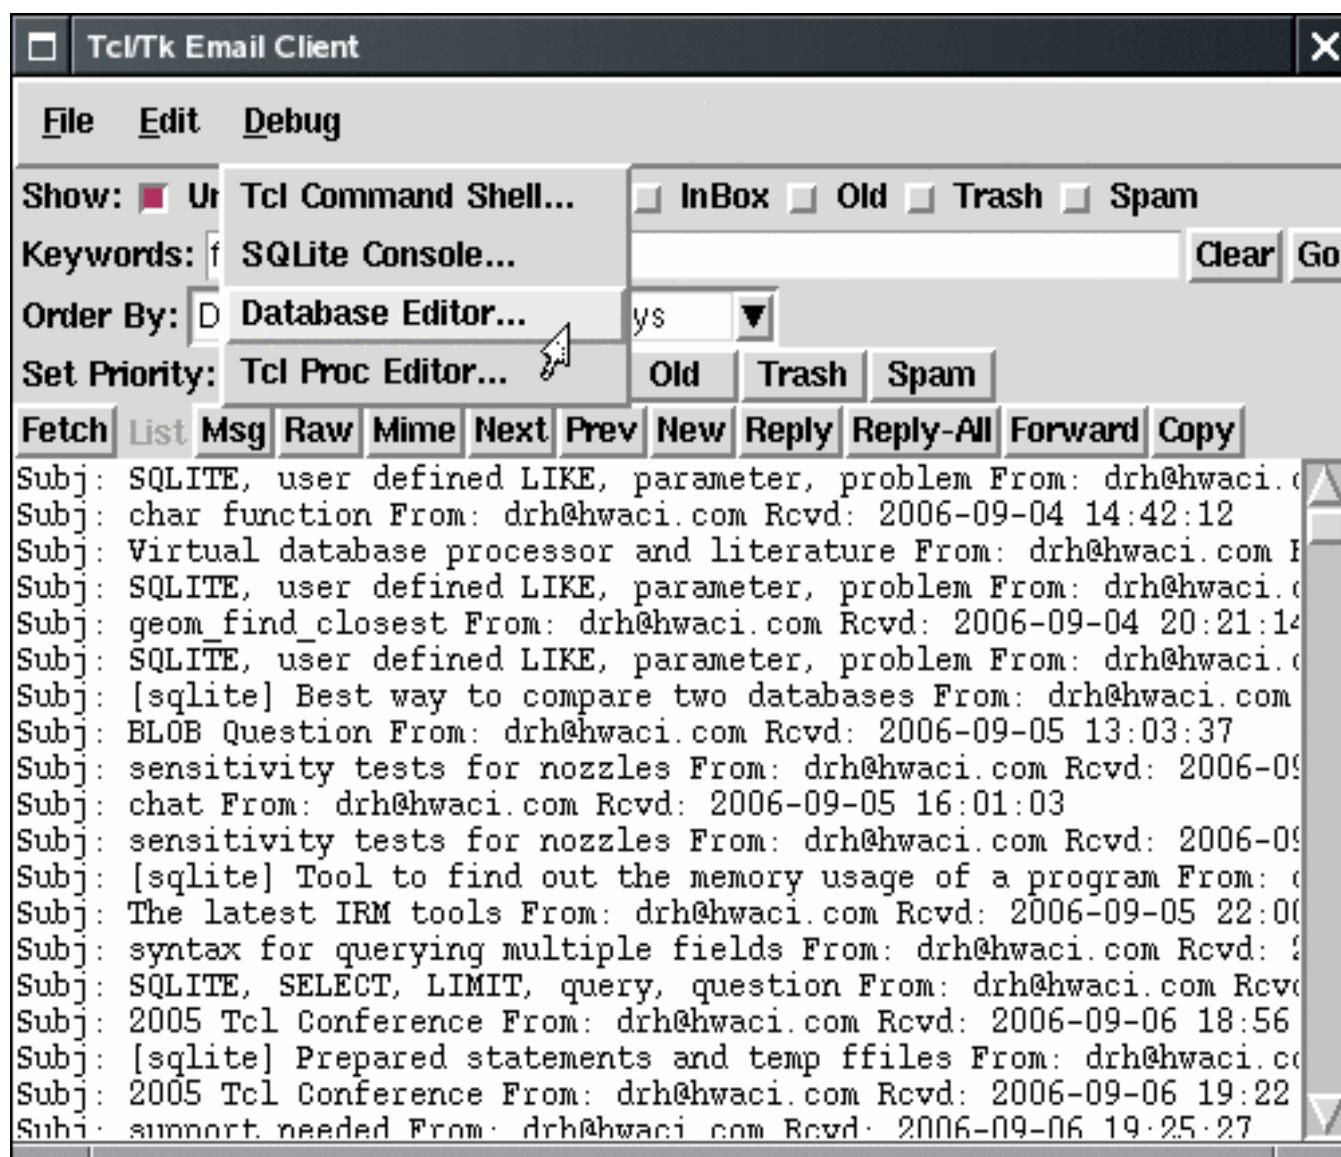 Tcl/Tk Email Client
File Edit Debug
Show: InBox Old Trash Spam
Tcl Command Shell...
Keywords: Clear Go
SQLite Console...
Order By:
Database Editor...
Set Priority: Old Trash Spam
Tcl Proc Editor...
Fetch List Msg Raw Mime Next Prev New Reply Reply-All Forward Copy
Subj: SQLITE, user defined LIKE, parameter, problem From: drh@hwaci.
Subj: char function From: drh@hwaci.com Rcvd: 2006-09-04 14:42:12
Subj: Virtual database processor and literature From: drh@hwaci.com
Subj: SQLITE, user defined LIKE, parameter, problem From: drh@hwaci.
Subj: geom_find_closest From: drh@hwaci.com Rcvd: 2006-09-04 20:21:14
Subj: SQLITE, user defined LIKE, parameter, problem From: drh@hwaci.
Subj: [sqlite] Best way to compare two databases From: drh@hwaci.com
Subj: BLOB Question From: drh@hwaci.com Rcvd: 2006-09-05 13:03:37
Subj: sensitivity tests for nozzles From: drh@hwaci.com Rcvd: 2006-09
Subj: chat From: drh@hwaci.com Rcvd: 2006-09-05 16:01:03
Subj: sensitivity tests for nozzles From: drh@hwaci.com Rcvd: 2006-09
Subj: [sqlite] Tool to find out the memory usage of a program From:
Subj: The latest IRM tools From: drh@hwaci.com Rcvd: 2006-09-05 22:00
Subj: syntax for querying multiple fields From: drh@hwaci.com Rcvd:
Subj: SQLITE, SELECT, LIMIT, query, question From: drh@hwaci.com Rcvd
Subj: 2005 Tcl Conference From: drh@hwaci.com Rcvd: 2006-09-06 18:56
Subj: [sqlite] Prepared statements and temp ffiles From: drh@hwaci.co
Subj: 2005 Tcl Conference From: drh@hwaci.com Rcvd: 2006-09-06 19:22
Subj: support needed From: drh@hwaci.com Rcvd: 2006-09-06 19:25:27